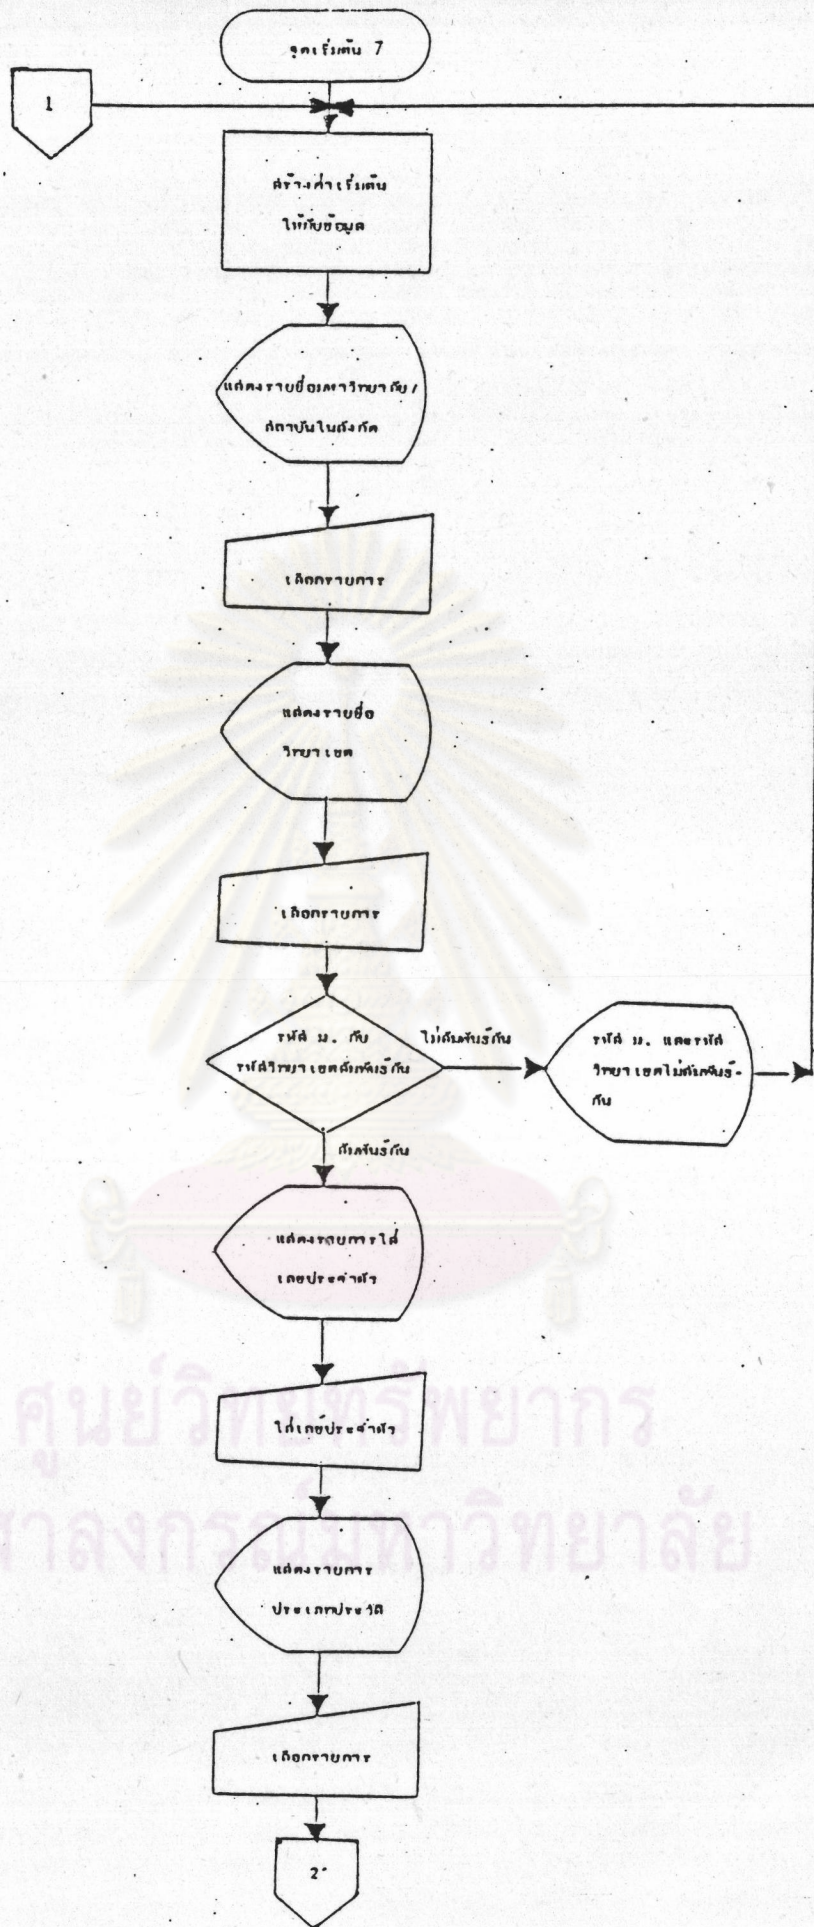 จุดเริ่มต้น 7
1
สร้างค่าเริ่มต้น
ให้กับข้อมูล
แสดงรายชื่อมหาวิทยาลัย/
สถาบันในสังกัด
เลือกรายการ
แสดงรายชื่อ
วิทยาเขต
เลือกรายการ
รหัส ม. กับ
รหัสวิทยาเขตสัมพันธ์กัน
ไม่สัมพันธ์กัน
รหัส ม. และรหัส
วิทยาเขตไม่สัมพันธ์-
กัน
สัมพันธ์กัน
แสดงรายการใส่
เลขประจำตัว
ใส่เลขประจำตัว
แสดงรายการ
ประเภทประวัติ
เลือกรายการ
2
ศูนย์วิทยทรัพยากร
าลงกรณ์มหาวิทยาลัย